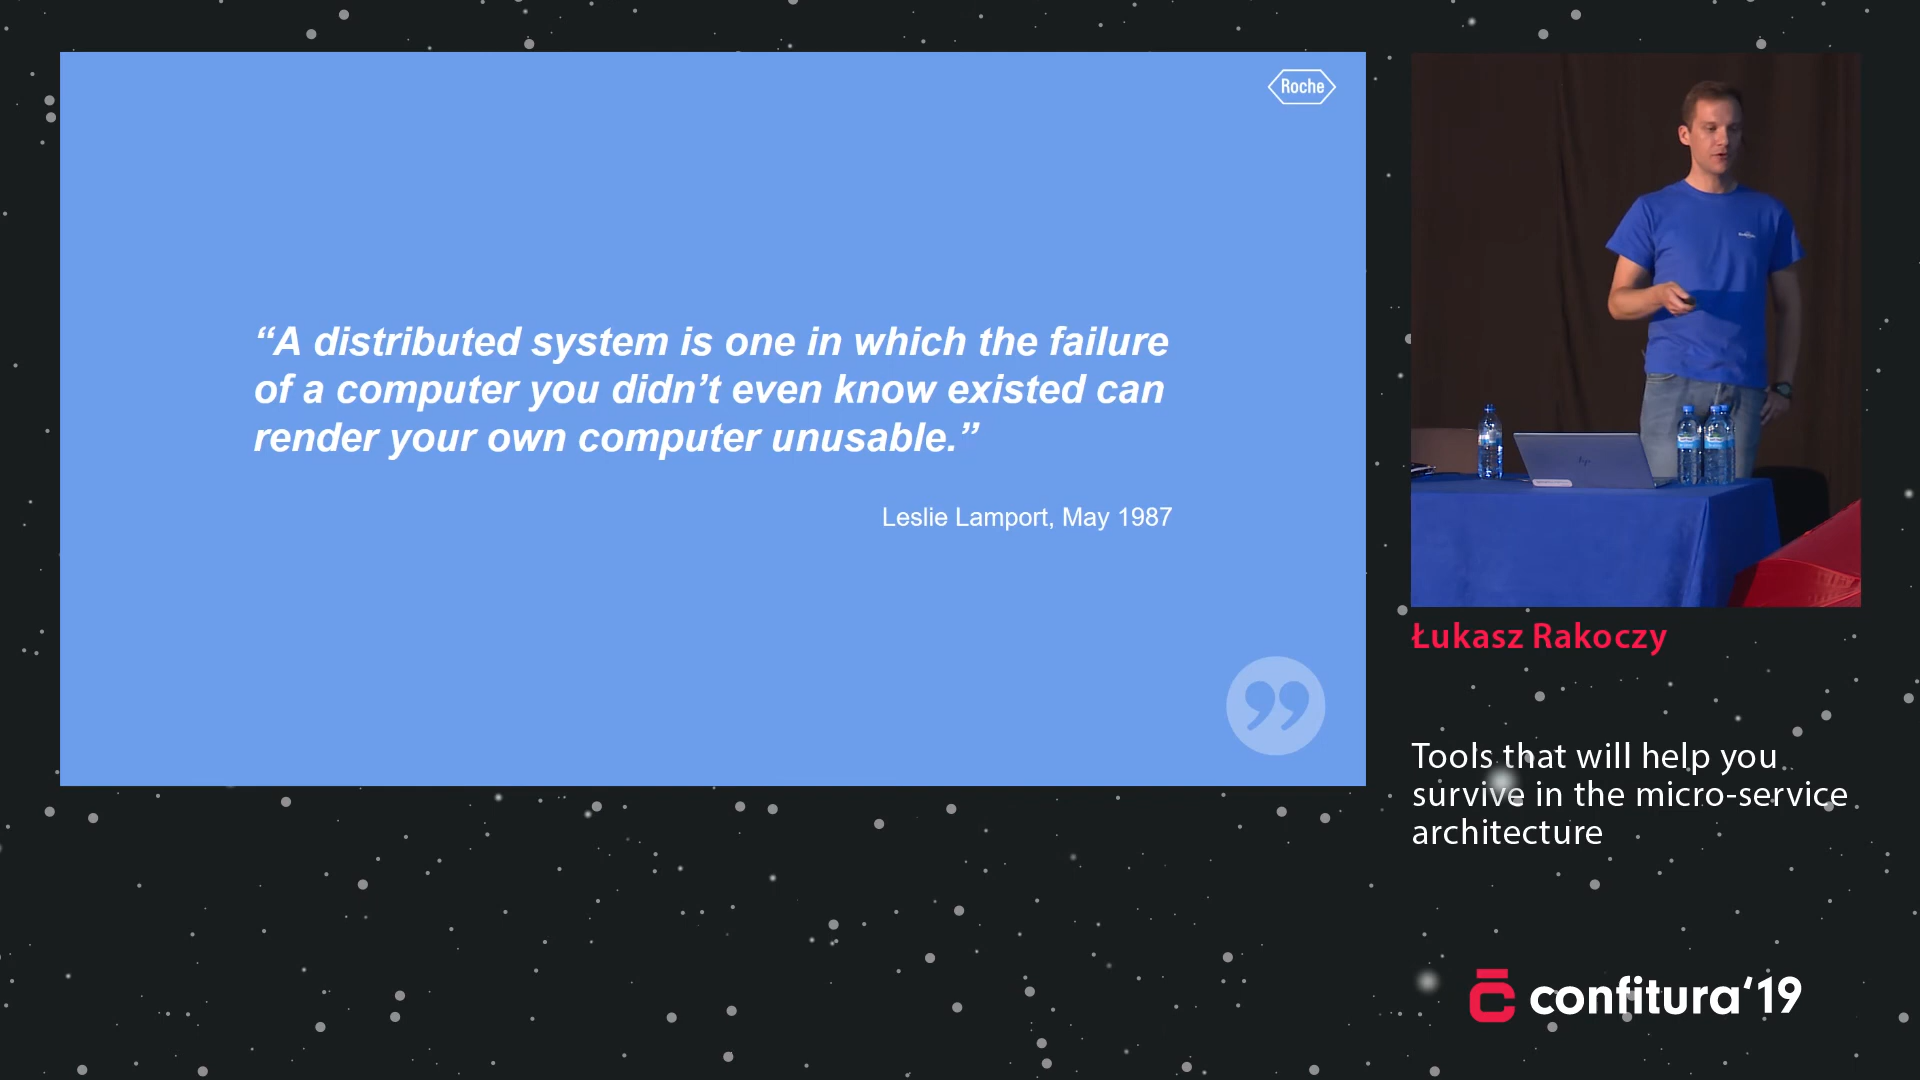 Roche
“A distributed system is one in which the failure
of a computer you didn’t even know existed can
render your own computer unusable.”
Leslie Lamport, May 1987
Łukasz Rakoczy
Tools that will help you
survive in the micro-service
architecture
confitura‘19